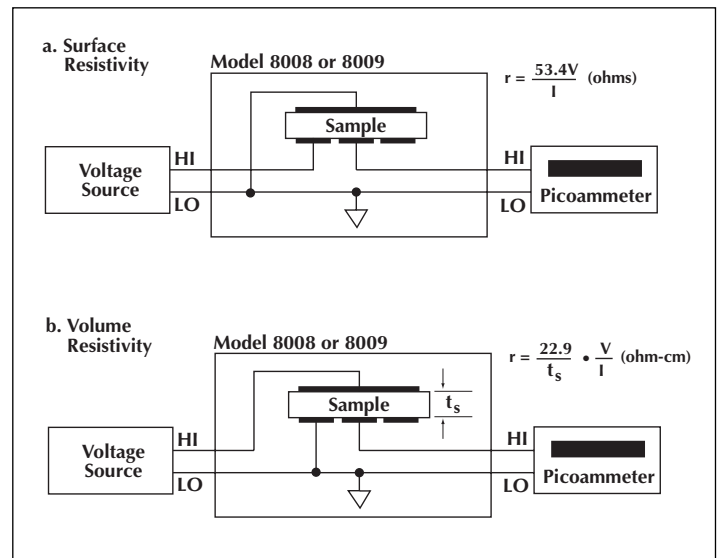 a. Surface
Resistivity
Model 8008 or 8009
r = 53.4V / I (ohms)
Sample
Voltage
Source
HI
LO
HI
LO
Picoammeter
b. Volume
Resistivity
Model 8008 or 8009
r = 22.9 / ts • V / I (ohm-cm)
Sample
ts
Voltage
Source
HI
LO
HI
LO
Picoammeter